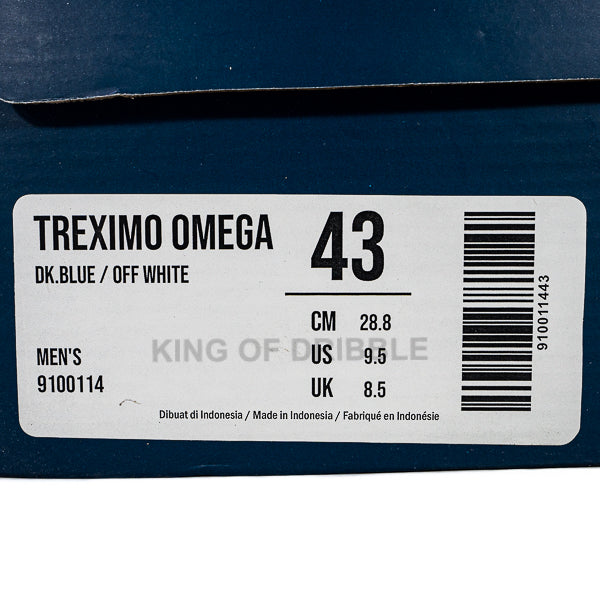 TREXIMO OMEGA
DK.BLUE / OFF WHITE
43
CM 28.8
US 9.5
UK 8.5
KING OF DRIBBLE
MEN'S
9100114
Dibuat di Indonesia / Made in Indonesia / Fabriqué en Indonésie
910011443